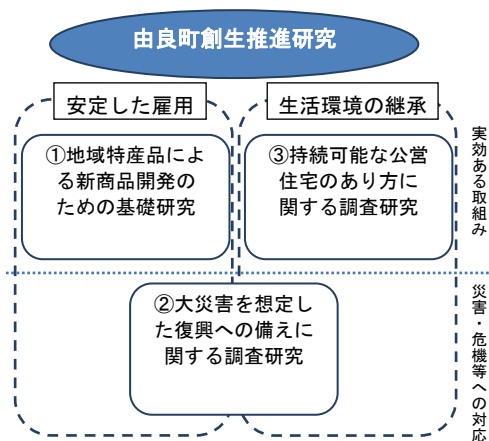 由良町創生推進研究
安定した雇用
生活環境の継承
①地域特産品によ
る新商品開発の
ための基礎研究
③持続可能な公営
住宅のあり方に
関する調査研究
実効ある取組み
②大災害を想定し
た復興への備えに
関する調査研究
災害・危機等への対応